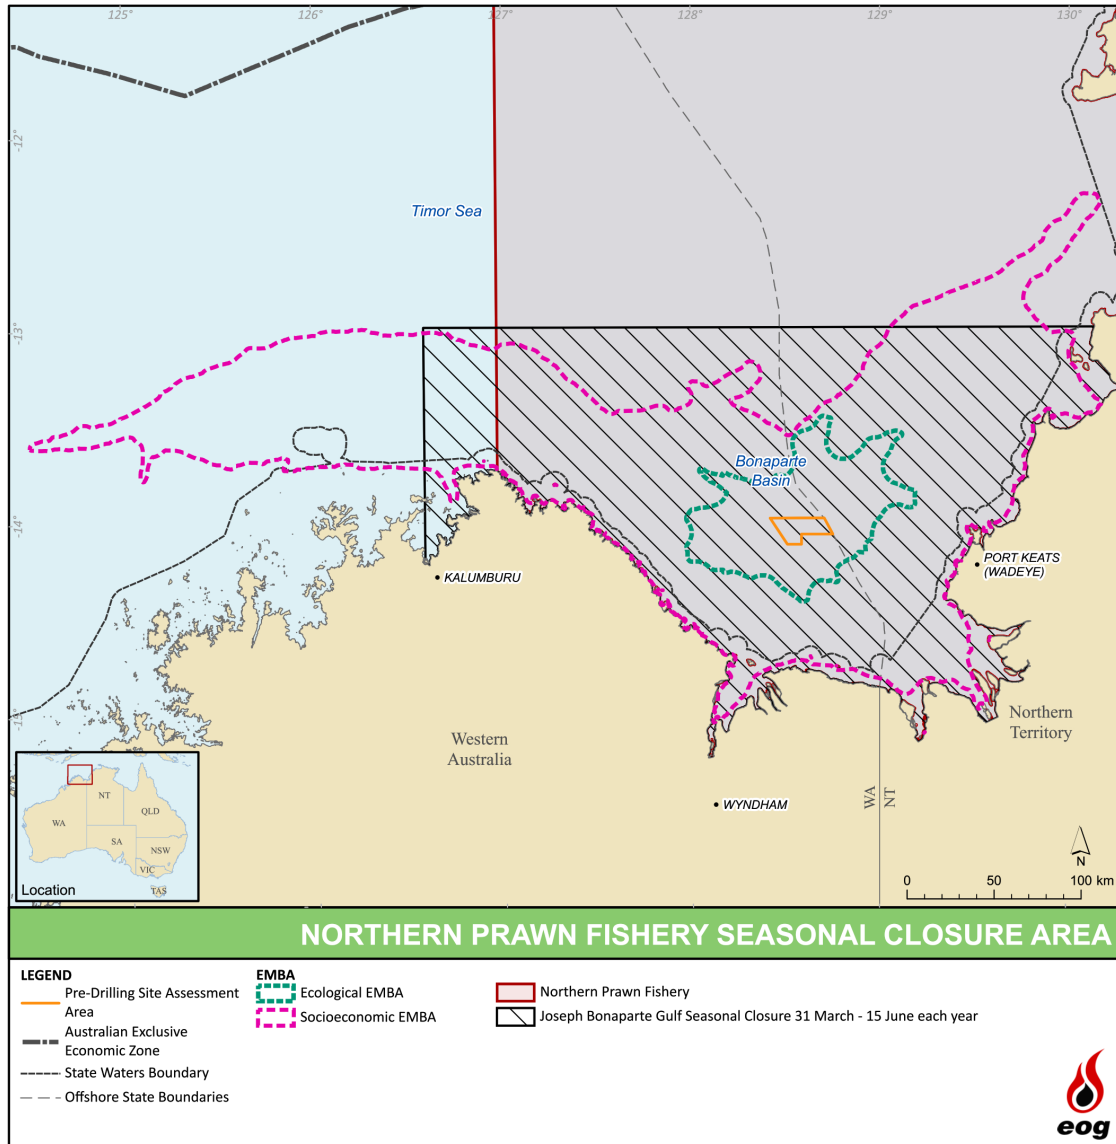 125°
126°
127°
128°
129°
130°
-12°
-13°
-14°
-15°
Timor Sea
Bonaparte
Basin
KALUMBURU
PORT KEATS
(WADEYE)
Western
Australia
Northern
Territory
WYNDHAM
WA
NT
WA
NT
QLD
SA
NSW
VIC
TAS
Location
N
0
50
100 km
NORTHERN PRAWN FISHERY SEASONAL CLOSURE AREA
LEGEND
Pre-Drilling Site Assessment
Area
Australian Exclusive
Economic Zone
State Waters Boundary
Offshore State Boundaries
EMBA
Ecological EMBA
Socioeconomic EMBA
Northern Prawn Fishery
Joseph Bonaparte Gulf Seasonal Closure 31 March - 15 June each year
eog